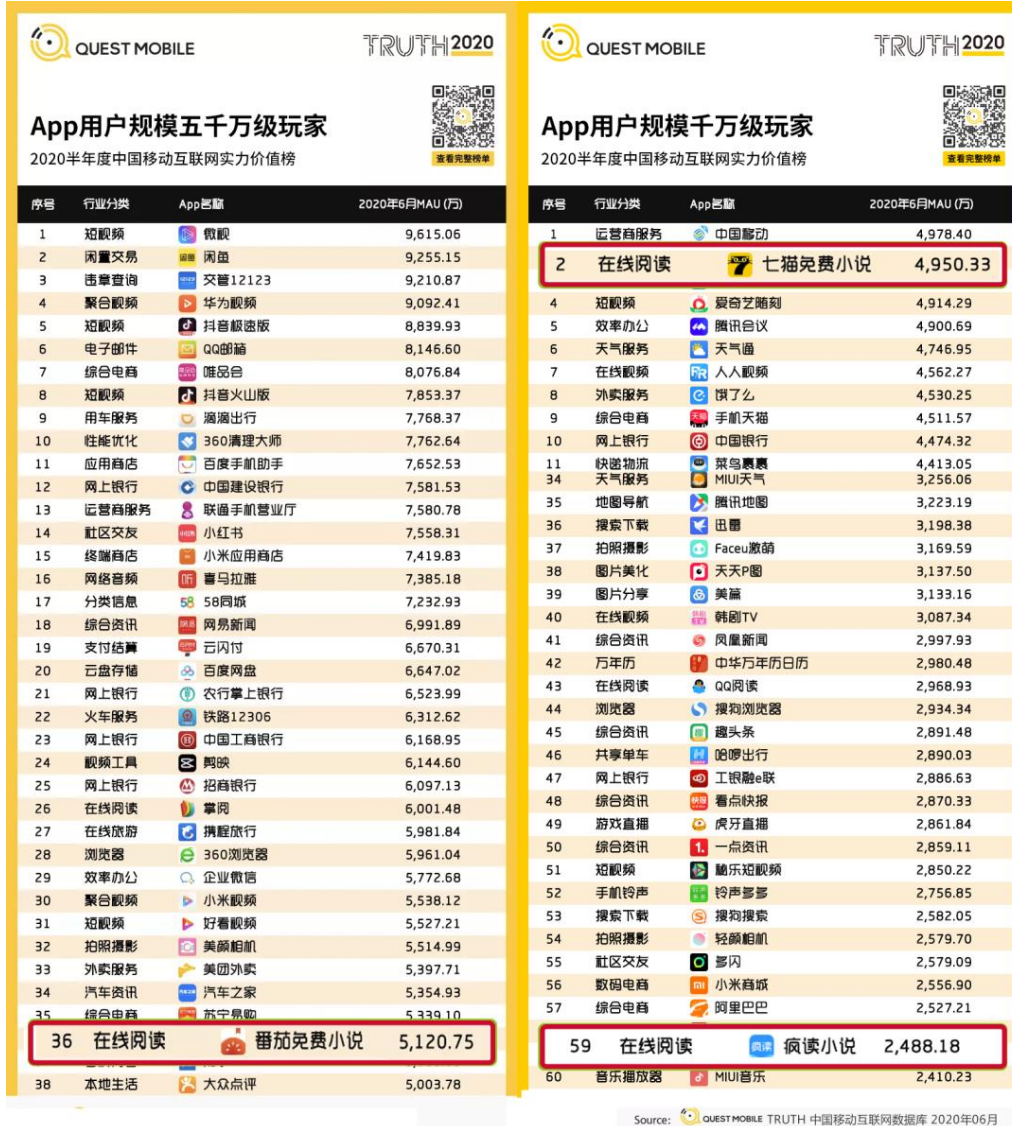 QUEST MOBILE
TRUTH 2020
App用户规模五千万级玩家
2020半年度中国移动互联网实力价值榜
查看完整榜单
序号 行业分类 App名称 2020年6月MAU (万)
1 短视频 微视 9,615.06
2 闲置交易 闲鱼 9,255.15
3 违章查询 交管12123 9,210.87
4 聚合视频 华为视频 9,092.41
5 短视频 抖音极速版 8,839.93
6 电子邮件 QQ邮箱 8,146.60
7 综合电商 唯品会 8,076.84
8 短视频 抖音火山版 7,853.37
9 用车服务 滴滴出行 7,768.37
10 性能优化 360清理大师 7,762.64
11 应用商店 百度手机助手 7,652.53
12 网上银行 中国建设银行 7,581.53
13 运营商服务 联通手机营业厅 7,580.78
14 社区交友 小红书 7,558.31
15 终端商店 小米应用商店 7,419.83
16 网络音频 喜马拉雅 7,385.18
17 分类信息 58同城 7,232.93
18 综合资讯 网易新闻 6,991.89
19 支付结算 云闪付 6,670.31
20 云盘存储 百度网盘 6,647.02
21 网上银行 农行掌上银行 6,523.99
22 火车服务 铁路12306 6,312.62
23 网上银行 中国工商银行 6,168.95
24 视频工具 剪映 6,144.60
25 网上银行 招商银行 6,097.13
26 在线阅读 掌阅 6,001.48
27 在线旅游 携程旅行 5,981.84
28 浏览器 360浏览器 5,961.04
29 效率办公 企业微信 5,772.68
30 聚合视频 小米视频 5,538.12
31 短视频 好看视频 5,527.21
32 拍照摄影 美颜相机 5,514.99
33 外卖服务 美团外卖 5,397.71
34 汽车资讯 汽车之家 5,354.93
35 综合电商 苏宁易购 5,339.10
36 在线阅读 番茄免费小说 5,120.75
38 本地生活 大众点评 5,003.78
QUEST MOBILE
TRUTH 2020
App用户规模千万级玩家
2020半年度中国移动互联网实力价值榜
查看完整榜单
序号 行业分类 App名称 2020年6月MAU (万)
1 运营商服务 中国移动 4,978.40
2 在线阅读 七猫免费小说 4,950.33
4 短视频 爱奇艺随刻 4,914.29
5 效率办公 腾讯会议 4,900.69
6 天气服务 天气通 4,746.95
7 在线视频 人人视频 4,562.27
8 外卖服务 饿了么 4,530.25
9 综合电商 手机天猫 4,511.57
10 网上银行 中国银行 4,474.32
11 快递物流 菜鸟裹裹 4,413.05
34 天气服务 MIUI天气 3,256.06
35 地图导航 腾讯地图 3,223.19
36 搜索下载 迅雷 3,198.38
37 拍照摄影 Faceu激萌 3,169.59
38 图片美化 天天P图 3,137.50
39 图片分享 美篇 3,133.16
40 在线视频 韩剧TV 3,087.34
41 综合资讯 凤凰新闻 2,997.93
42 万年历 中华万年历日历 2,980.48
43 在线阅读 QQ阅读 2,968.93
44 浏览器 搜狗浏览器 2,934.34
45 综合资讯 趣头条 2,891.48
46 共享单车 哈啰出行 2,890.03
47 网上银行 工银融e联 2,886.63
48 综合资讯 看点快报 2,870.33
49 游戏直播 虎牙直播 2,861.84
50 综合资讯 一点资讯 2,859.11
51 短视频 秘乐短视频 2,850.22
52 手机铃声 铃声多多 2,756.85
53 搜索下载 搜狗搜索 2,582.05
54 拍照摄影 轻颜相机 2,579.70
55 社区交友 多闪 2,579.09
56 数码电商 小米商城 2,556.90
57 综合电商 阿里巴巴 2,527.21
59 在线阅读 疯读小说 2,488.18
60 音乐播放器 MIUI音乐 2,410.23
Source: QUEST MOBILE TRUTH 中国移动互联网数据库 2020年06月